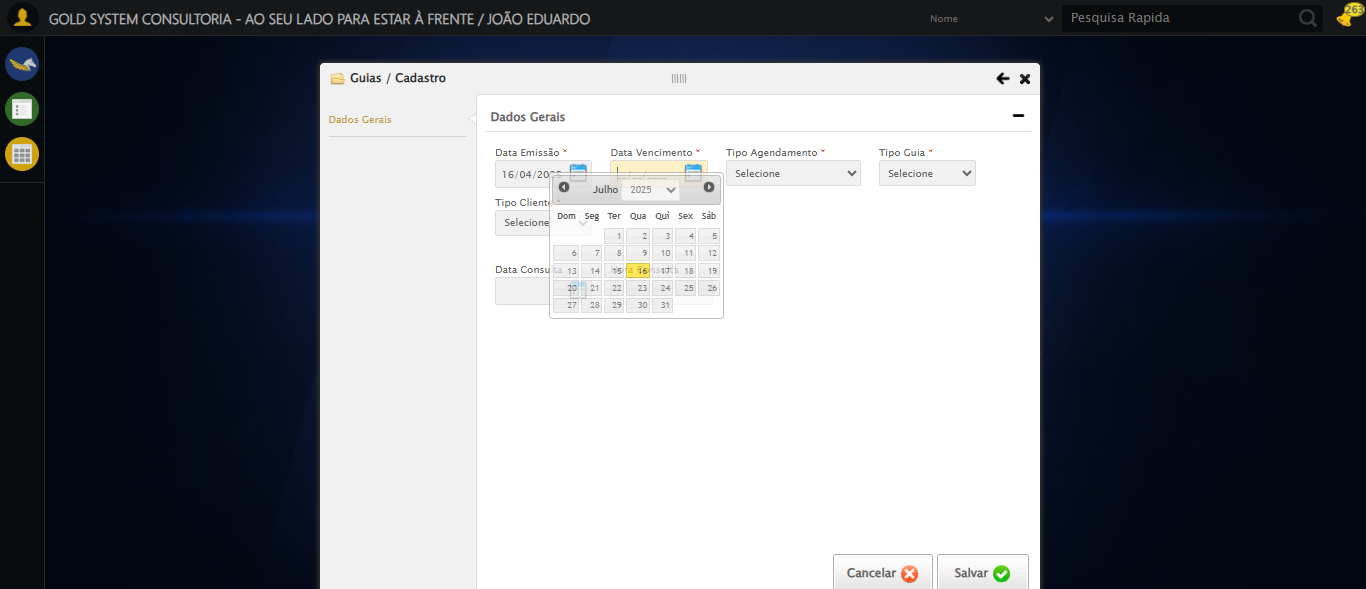 GOLD SYSTEM CONSULTORIA - AO SEU LADO PARA ESTAR À FRENTE / JOÃO EDUARDO
Nome
Pesquisa Rapida
263
Guias / Cadastro
Dados Gerais
Dados Gerais
Data Emissão *
Data Vencimento *
Tipo Agendamento *
Tipo Guia *
16/04/2025
Selecione
Selecione
Tipo Cliente
Selecione
Data Consulta
Julho 2025
Dom Seg Ter Qua Qui Sex Sáb
1 2 3 4 5
6 7 8 9 10 11 12
13 14 15 16 17 18 19
20 21 22 23 24 25 26
27 28 29 30 31
Cancelar
Salvar